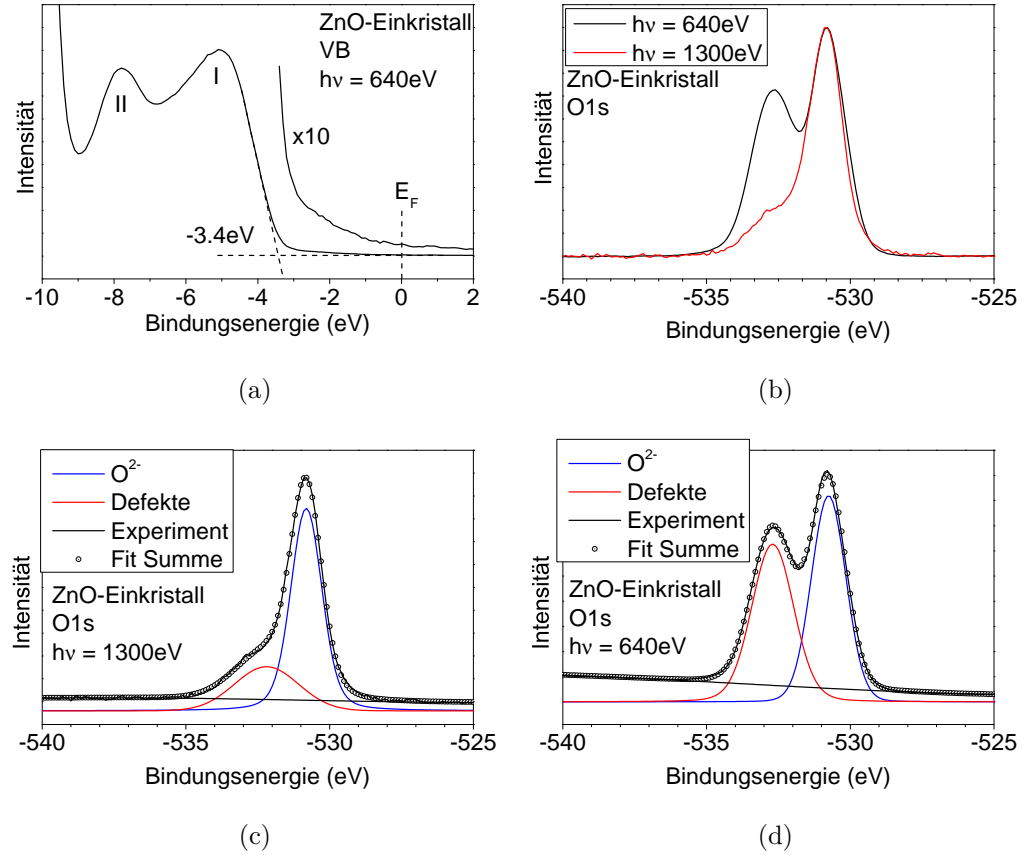 ZnO-Einkristall
VB
hν = 640eV
I
II
x10
E_F
-3.4eV
Intensität
-10 -8 -6 -4 -2 0 2
Bindungsenergie (eV)
(a)
hν = 640eV
hν = 1300eV
ZnO-Einkristall
O1s
Intensität
-540 -535 -530 -525
Bindungsenergie (eV)
(b)
O²⁻
Defekte
Experiment
Fit Summe
ZnO-Einkristall
O1s
hν = 1300eV
Intensität
-540 -535 -530 -525
Bindungsenergie (eV)
(c)
O²⁻
Defekte
Experiment
Fit Summe
ZnO-Einkristall
O1s
hν = 640eV
Intensität
-540 -535 -530 -525
Bindungsenergie (eV)
(d)